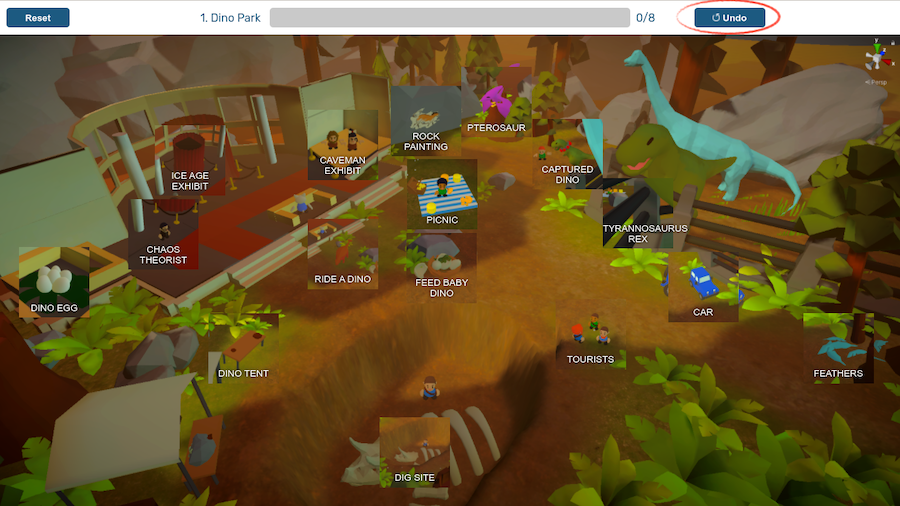 Reset
1. Dino Park
0/8
Undo
y
x
Persp
ROCK
PAINTING
PTEROSAUR
CAVEMAN
EXHIBIT
ICE AGE
EXHIBIT
CAPTURED
DINO
PICNIC
TYRANNOSAURUS
REX
CHAOS
THEORIST
RIDE A DINO
FEED BABY
DINO
DINO EGG
CAR
TOURISTS
DINO TENT
FEATHERS
DIG SITE